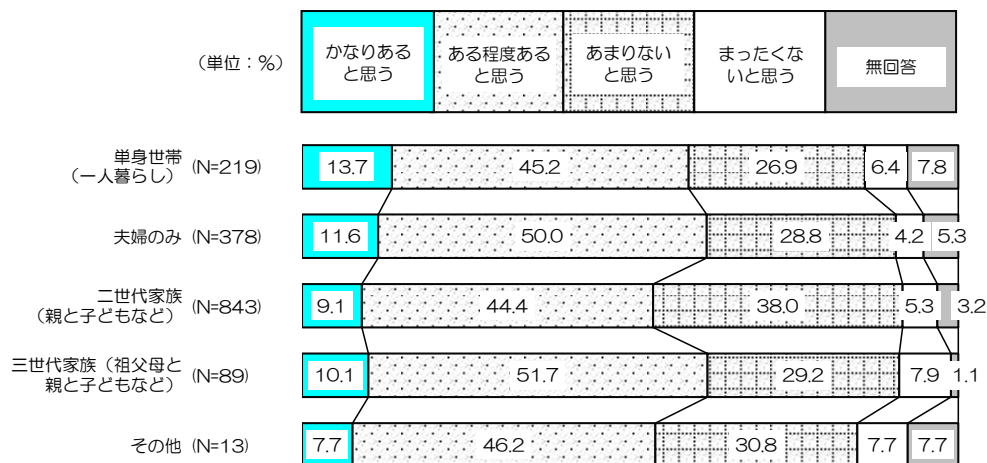 （単位：％）
かなりある
と思う
ある程度ある
と思う
あまりない
と思う
まったくな
いと思う
無回答
単身世帯
（一人暮らし）
(N=219)
13.7
45.2
26.9
6.4
7.8
夫婦のみ (N=378)
11.6
50.0
28.8
4.2
5.3
二世代家族
（親と子どもなど）
(N=843)
9.1
44.4
38.0
5.3
3.2
三世代家族（祖父母と
親と子どもなど）
(N=89)
10.1
51.7
29.2
7.9
1.1
その他 (N=13)
7.7
46.2
30.8
7.7
7.7